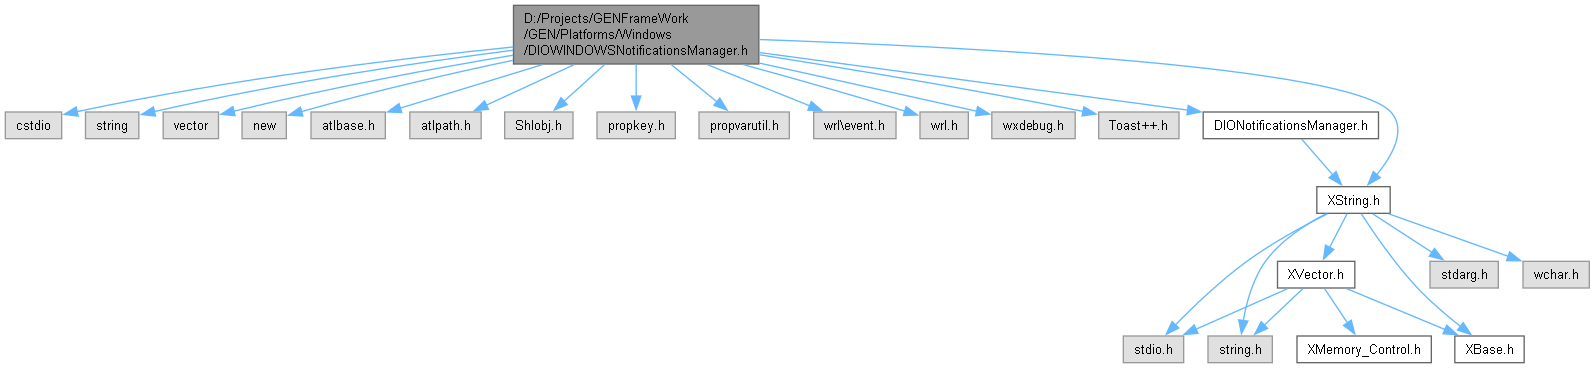 D:/Projects/GENFrameWork
/GEN/Platforms/Windows
/DIOWINDOWSNotificationsManager.h
cstdio
string
vector
new
atlbase.h
atlpath.h
Shlobj.h
propkey.h
propvarutil.h
wrl\event.h
wrl.h
wxdebug.h
Toast++.h
DIONotificationsManager.h
XString.h
XVector.h
stdarg.h
wchar.h
stdio.h
string.h
XMemory_Control.h
XBase.h